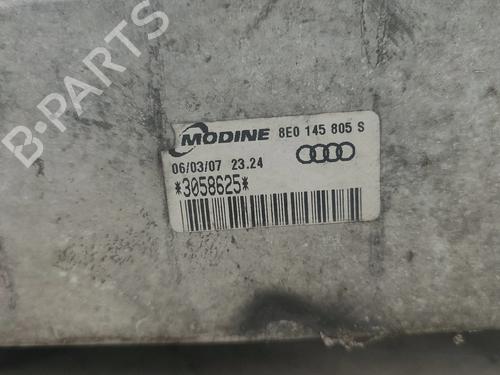 B-PARTS
MODINE 8E0 145 805 S
06/03/07 23.24
*3058625*